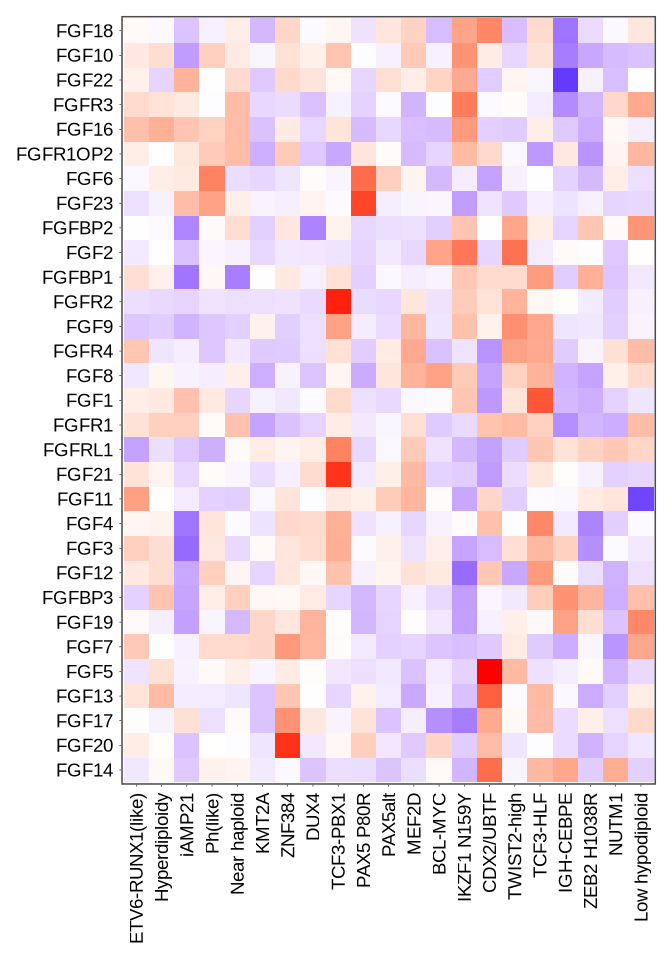 FGF18
FGF10
FGF22
FGFR3
FGF16
FGFR1OP2
FGF6
FGF23
FGFBP2
FGF2
FGFBP1
FGFR2
FGF9
FGFR4
FGF8
FGF1
FGFR1
FGFRL1
FGF21
FGF11
FGF4
FGF3
FGF12
FGFBP3
FGF19
FGF7
FGF5
FGF13
FGF17
FGF20
FGF14
ETV6-RUNX1(like)
Hyperdiploidy
iAMP21
Ph(like)
Near haploid
KMT2A
ZNF384
DUX4
TCF3-PBX1
PAX5 P80R
PAX5alt
MEF2D
BCL-MYC
IKZF1 N159Y
CDX2/UBTF
TWIST2-high
TCF3-HLF
IGH-CEBPE
ZEB2 H1038R
NUTM1
Low hypodiploid